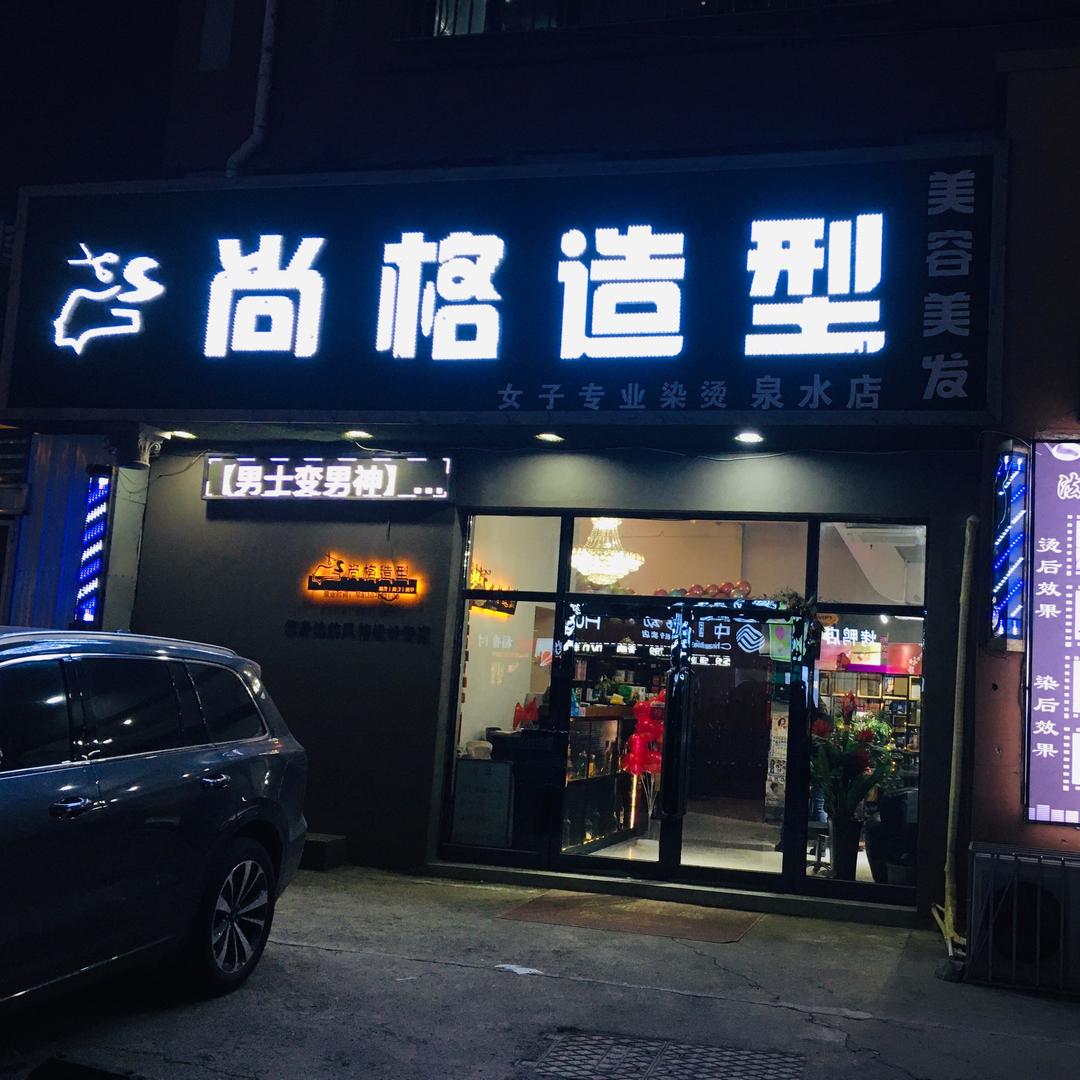 尚格造型
美容美发
女子专业染烫 泉水店
【男士变男神】...
尚格造型
烫后效果
染后效果